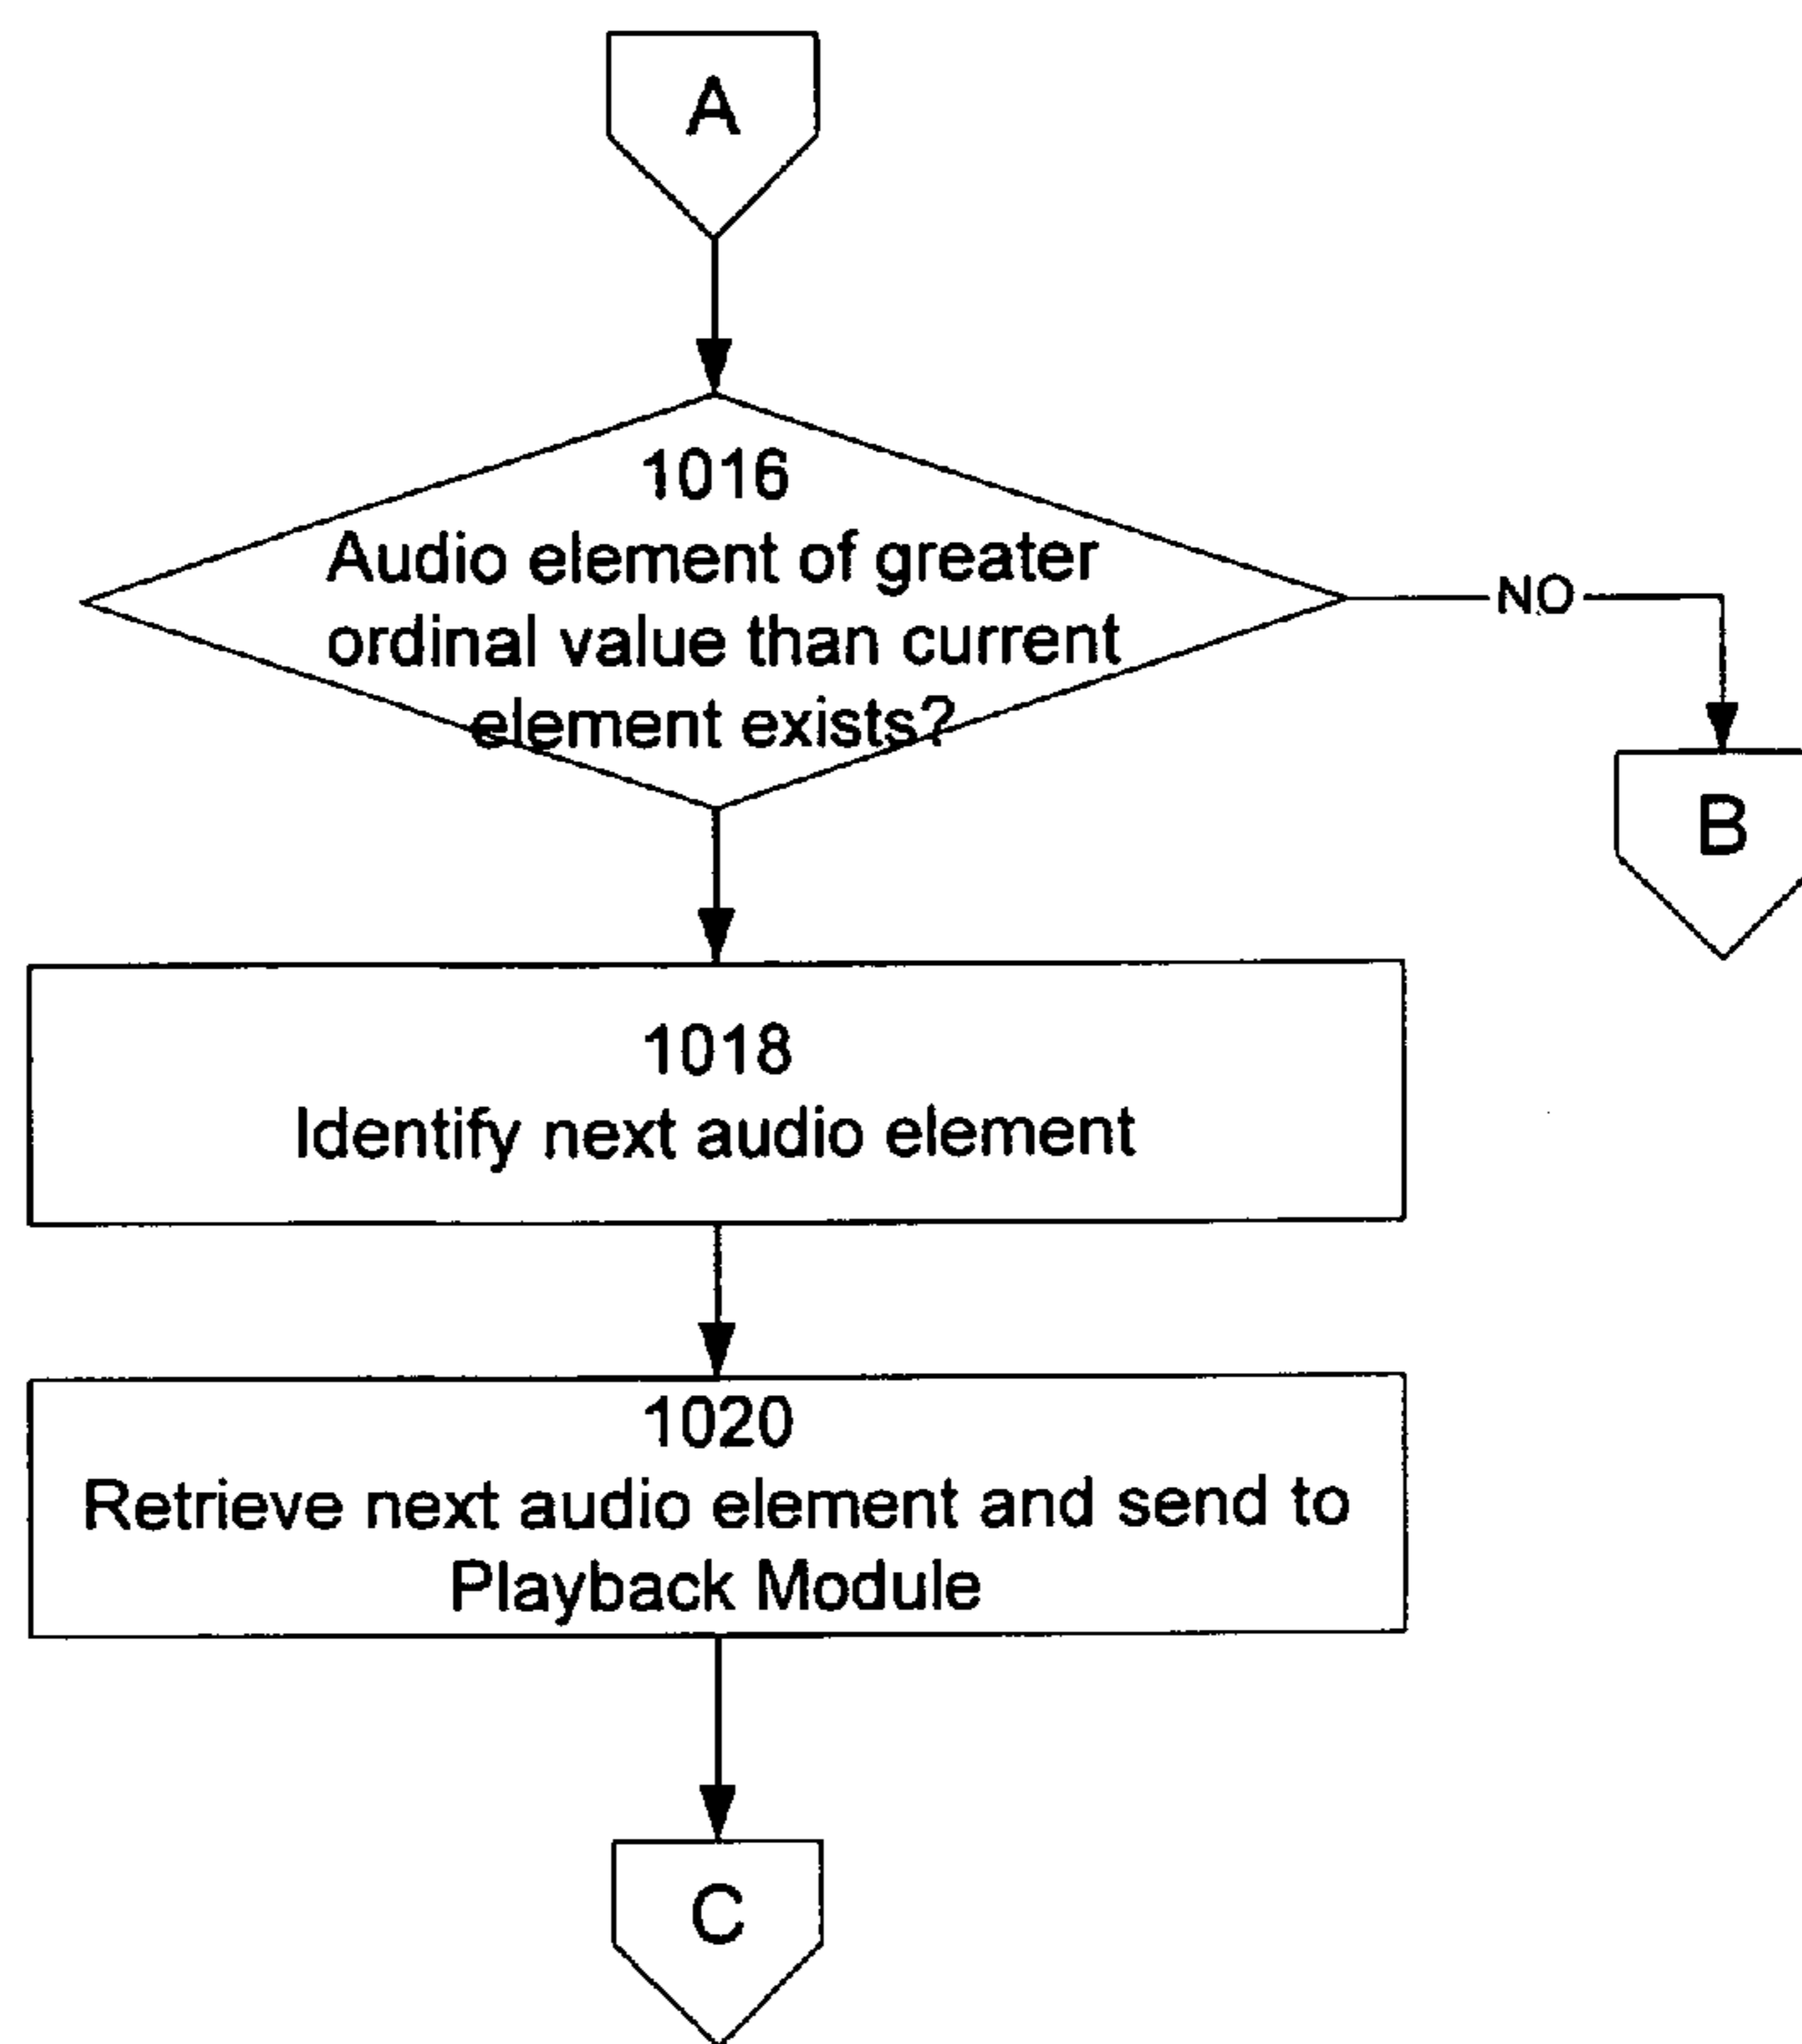 A
1016
Audio element of greater
ordinal value than current
element exists?
NO
B
1018
Identify next audio element
1020
Retrieve next audio element and send to
Playback Module
C